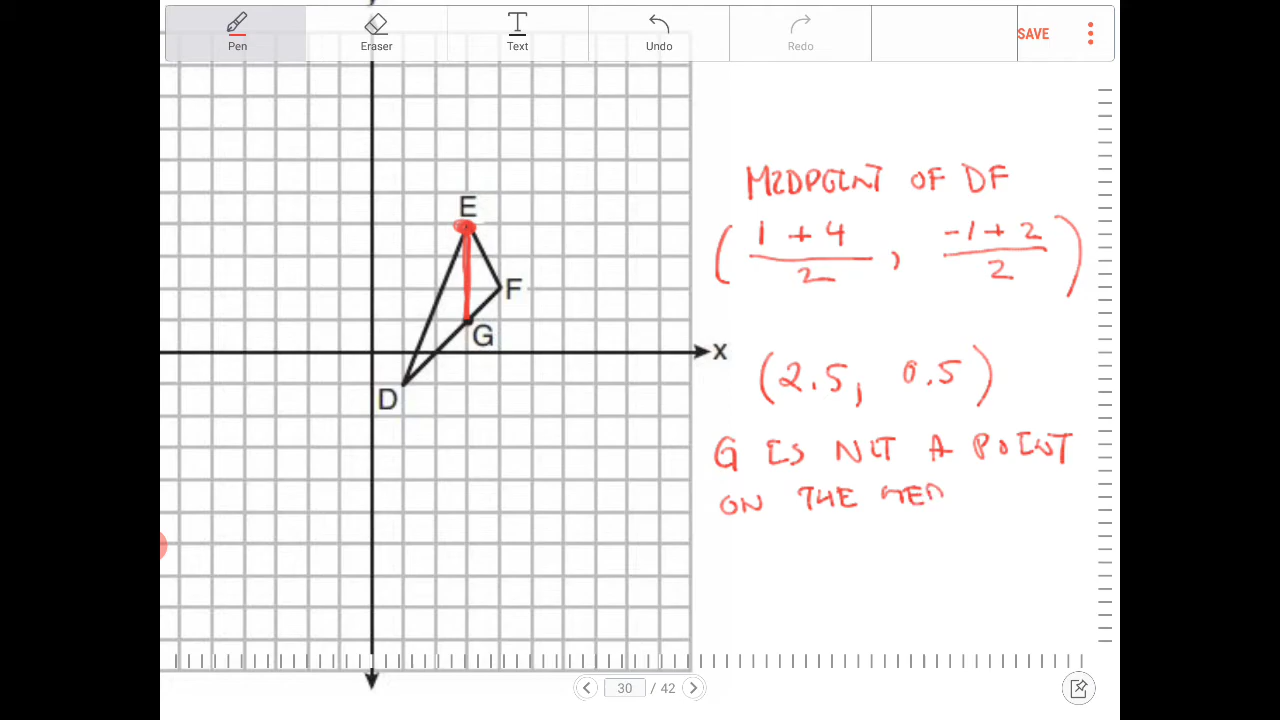 Pen
Eraser
Text
Undo
Redo
SAVE
E
F
G
x
D
MIDPOINT OF DF
( 1 + 4 / 2 , -1 + 2 / 2 )
(2.5, 0.5)
G IS NOT A POINT
ON THE MED
30 / 42